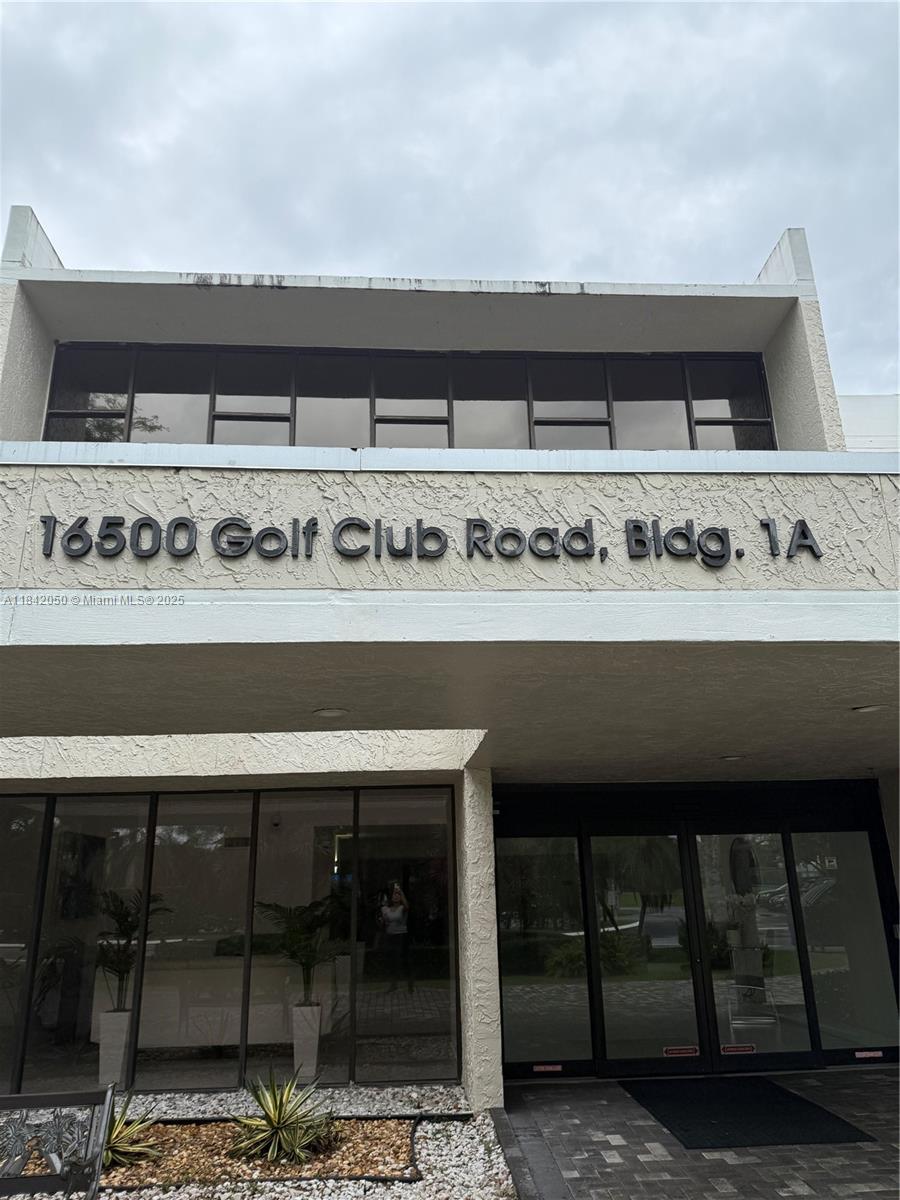 16500 Golf Club Road, Bldg. 1A
A11842050 © Miami MLS® 2025